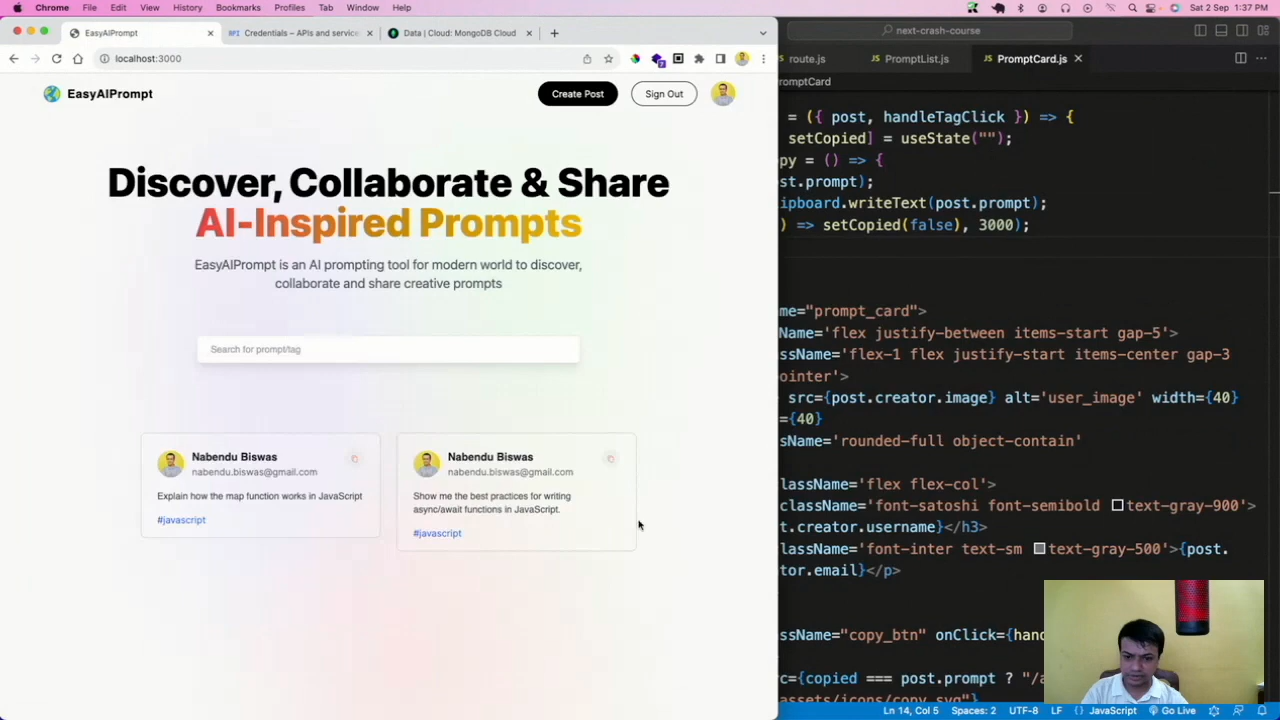 Chrome File Edit View History Bookmarks Profiles Tab Window Help
Sat 2 Sep 1:37 PM
EasyAIPrompt
API Credentials – APIs and service
Data | Cloud: MongoDB Cloud
localhost:3000
EasyAIPrompt
Create Post
Sign Out
Discover, Collaborate & Share
AI-Inspired Prompts
EasyAIPrompt is an AI prompting tool for modern world to discover,
collaborate and share creative prompts
Search for prompt/tag
Nabendu Biswas
nabendu.biswas@gmail.com
Explain how the map function works in JavaScript
#javascript
Nabendu Biswas
nabendu.biswas@gmail.com
Show me the best practices for writing
async/await functions in JavaScript.
#javascript
next-crash-course
route.js
PromptList.js
PromptCard.js
romptCard
= ({ post, handleTagClick }) => {
setCopied] = useState("");
py = () => {
st.prompt);
ipboard.writeText(post.prompt);
) => setCopied(false), 3000);
me="prompt_card">
Name='flex justify-between items-start gap-5'>
ssName='flex-1 flex justify-start items-center gap-3
ointer'>
src={post.creator.image} alt='user_image' width={40}
={40}
sName='rounded-full object-contain'
lassName='flex flex-col'>
className='font-satoshi font-semibold text-gray-900'>
t.creator.username}</h3>
lassName='font-inter text-sm text-gray-500'>{post.
tor.email}</p>
ssName="copy_btn" onClick={han
rc={copied === post.prompt ? "/a
assets/icons/copy.svg"}
Ln 14, Col 5 Spaces: 2 UTF-8 LF {} JavaScript Go Live